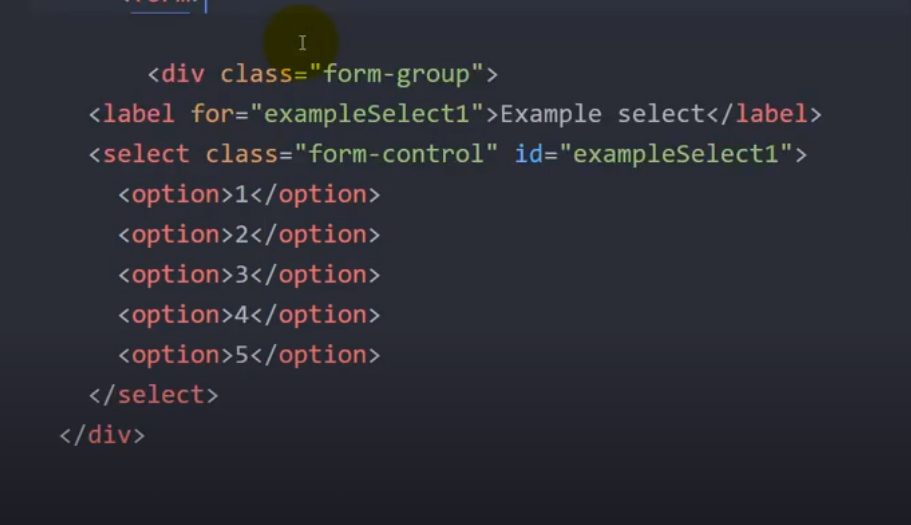 <div class="form-group">
<label for="exampleSelect1">Example select</label>
<select class="form-control" id="exampleSelect1">
<option>1</option>
<option>2</option>
<option>3</option>
<option>4</option>
<option>5</option>
</select>
</div>